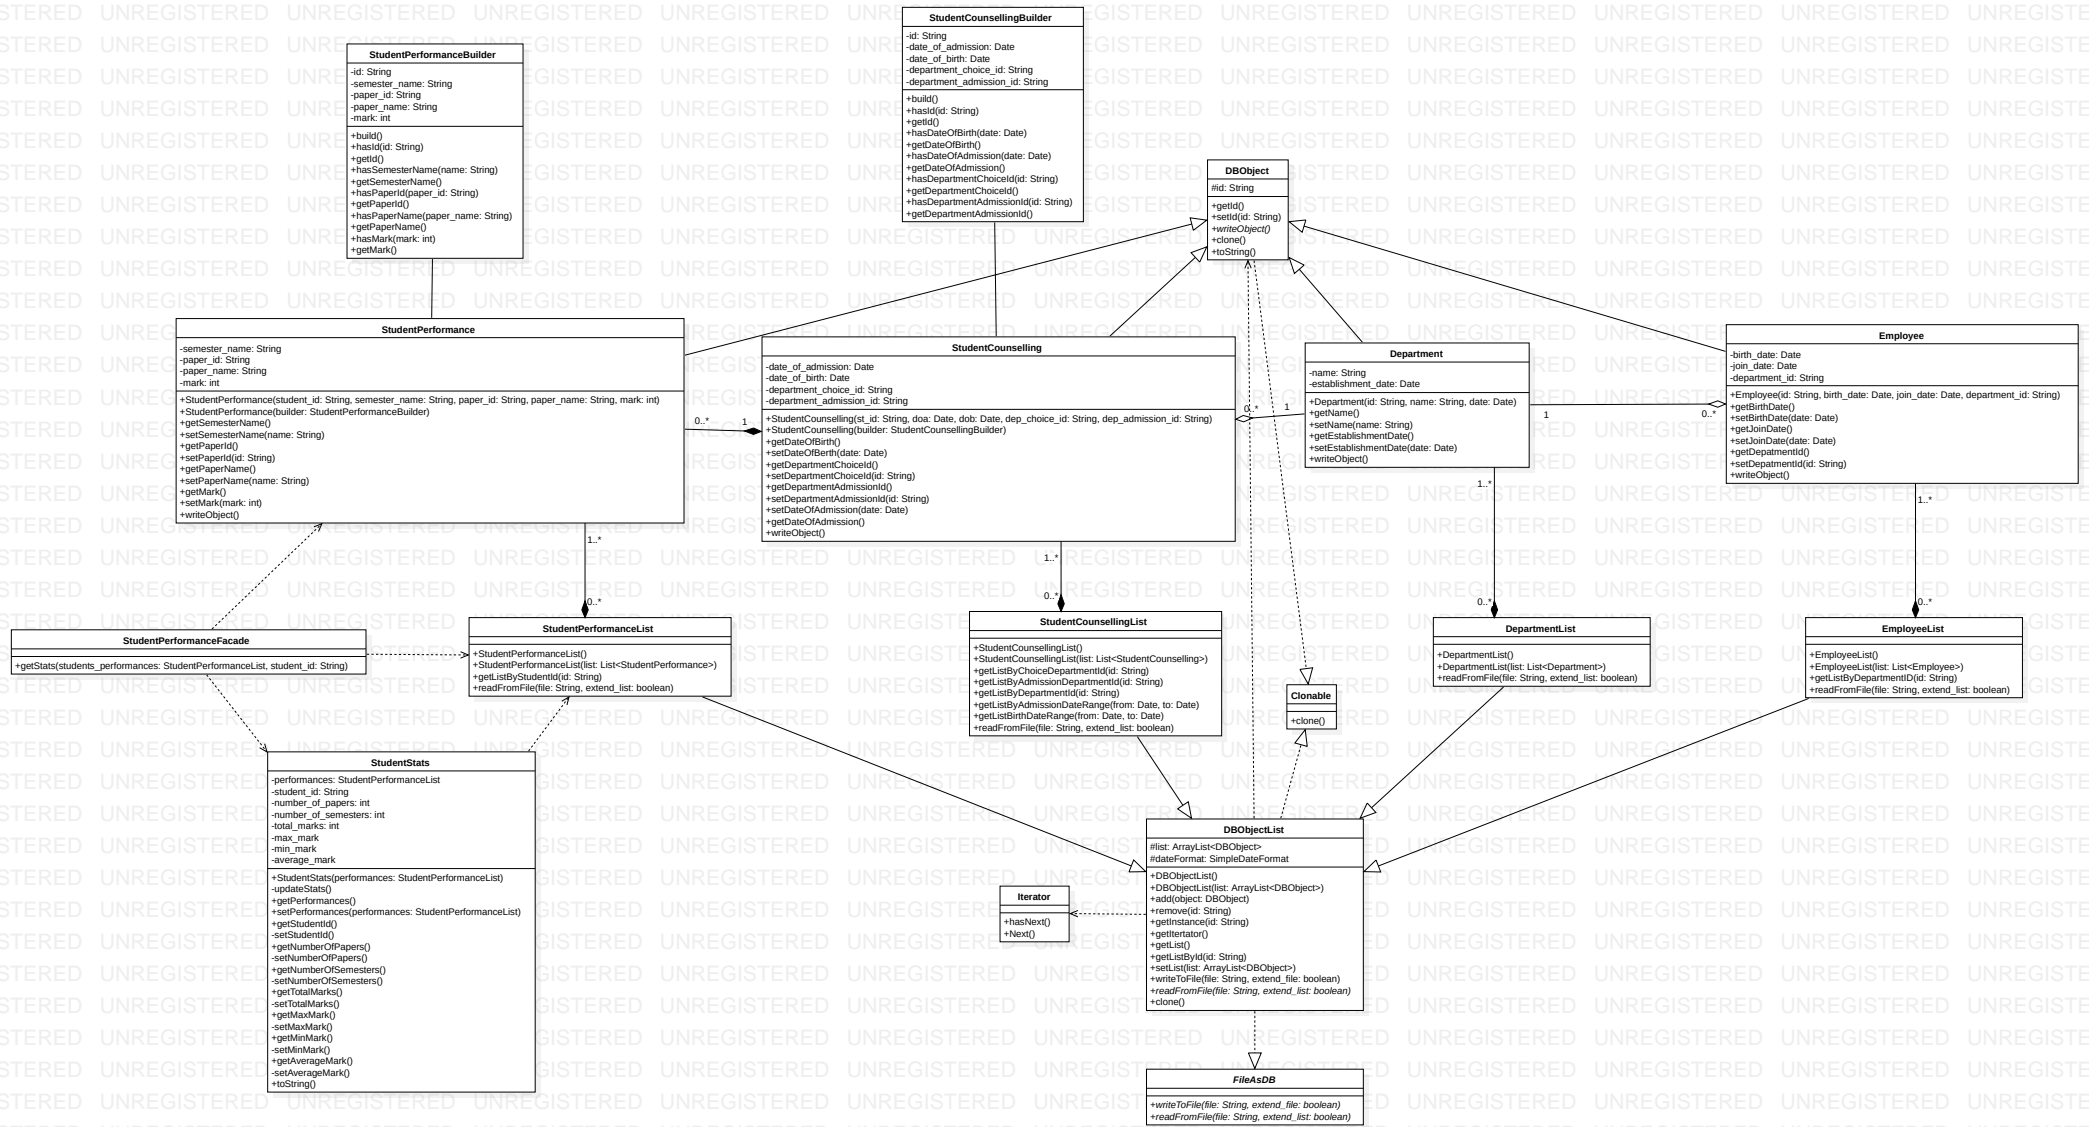 StudentCounsellingBuilder
-id: String
-date_of_admission: Date
-date_of_birth: Date
-department_choice_id: String
-department_admission_id: String
+build()
+hasId(id: String)
+getId()
+hasDateOfBirth(date: Date)
+getDateOfBirth()
+hasDateOfAdmission(date: Date)
+getDateOfAdmission()
+hasDepartmentChoiceId(id: String)
+getDepartmentChoiceId()
+hasDepartmentAdmissionId(id: String)
+getDepartmentAdmissionId()
StudentPerformanceBuilder
-id: String
-semester_name: String
-paper_id: String
-paper_name: String
-mark: int
+build()
+hasId(id: String)
+getId()
+hasSemesterName(name: String)
+getSemesterName()
+hasPaperId(paper_id: String)
+getPaperId()
+hasPaperName(paper_name: String)
+getPaperName()
+hasMark(mark: int)
+getMark()
DBObject
#id: String
+getId()
+setId(id: String)
+writeObject()
+clone()
+toString()
StudentPerformance
-semester_name: String
-paper_id: String
-paper_name: String
-mark: int
+StudentPerformance(student_id: String, semester_name: String, paper_id: String, paper_name: String, mark: int)
+StudentPerformance(builder: StudentPerformanceBuilder)
+getSemesterName()
+setSemesterName(name: String)
+getPaperId()
+setPaperId(id: String)
+getPaperName()
+setPaperName(name: String)
+getMark()
+setMark(mark: int)
+writeObject()
0..*
1
StudentCounselling
-date_of_admission: Date
-date_of_birth: Date
-department_choice_id: String
-department_admission_id: String
+StudentCounselling(st_id: String, doa: Date, dob: Date, dep_choice_id: String, dep_admission_id: String)
+StudentCounselling(builder: StudentCounsellingBuilder)
+getDateOfBirth()
+setDateOfBerth(date: Date)
+getDepartmentChoiceId()
+setDepartmentChoiceId(id: String)
+getDepartmentAdmissionId()
+setDepartmentAdmissionId(id: String)
+setDateOfAdmission(date: Date)
+getDateOfAdmission()
+writeObject()
0..*
1
Department
-name: String
-establishment_date: Date
+Department(id: String, name: String, date: Date)
+getName()
+setName(name: String)
+getEstablishmentDate()
+setEstablishmentDate(date: Date)
+writeObject()
1
0..*
Employee
-birth_date: Date
-join_date: Date
-department_id: String
+Employee(id: String, birth_date: Date, join_date: Date, department_id: String)
+getBirthDate()
+setBirthDate(date: Date)
+getJoinDate()
+setJoinDate(date: Date)
+getDepatmentId()
+setDepatmentId(id: String)
+writeObject()
1..*
0..*
1..*
0..*
1..*
0..*
1..*
0..*
StudentPerformanceFacade
+getStats(students_performances: StudentPerformanceList, student_id: String)
StudentPerformanceList
+StudentPerformanceList()
+StudentPerformanceList(list: List<StudentPerformance>)
+getListByStudentId(id: String)
+readFromFile(file: String, extend_list: boolean)
StudentCounsellingList
+StudentCounsellingList()
+StudentCounsellingList(list: List<StudentCounselling>)
+getListByChoiceDepartmentId(id: String)
+getListByAdmissionDepartmentId(id: String)
+getListByDepartmentId(id: String)
+getListByAdmissionDateRange(from: Date, to: Date)
+getListBirthDateRange(from: Date, to: Date)
+readFromFile(file: String, extend_list: boolean)
Clonable
+clone()
DepartmentList
+DepartmentList()
+DepartmentList(list: List<Department>)
+readFromFile(file: String, extend_list: boolean)
EmployeeList
+EmployeeList()
+EmployeeList(list: List<Employee>)
+getListByDepartmentID(id: String)
+readFromFile(file: String, extend_list: boolean)
StudentStats
-performances: StudentPerformanceList
-student_id: String
-number_of_papers: int
-number_of_semesters: int
-total_marks: int
-max_mark
-min_mark
-average_mark
+StudentStats(performances: StudentPerformanceList)
-updateStats()
+getPerformances()
+setPerformances(performances: StudentPerformanceList)
+getStudentId()
-setStudentId()
+getNumberOfPapers()
-setNumberOfPapers()
+getNumberOfSemesters()
-setNumberOfSemesters()
+getTotalMarks()
-setTotalMarks()
+getMaxMark()
-setMaxMark()
+getMinMark()
-setMinMark()
+getAverageMark()
-setAverageMark()
+toString()
Iterator
+hasNext()
+Next()
DBObjectList
#list: ArrayList<DBObject>
#dateFormat: SimpleDateFormat
+DBObjectList()
+DBObjectList(list: ArrayList<DBObject>)
+add(object: DBObject)
+remove(id: String)
+getInstance(id: String)
+getItertator()
+getList()
+getListById(id: String)
+setList(list: ArrayList<DBObject>)
+writeToFile(file: String, extend_file: boolean)
+readFromFile(file: String, extend_list: boolean)
+clone()
FileAsDB
+writeToFile(file: String, extend_file: boolean)
+readFromFile(file: String, extend_list: boolean)
UNREGISTERED